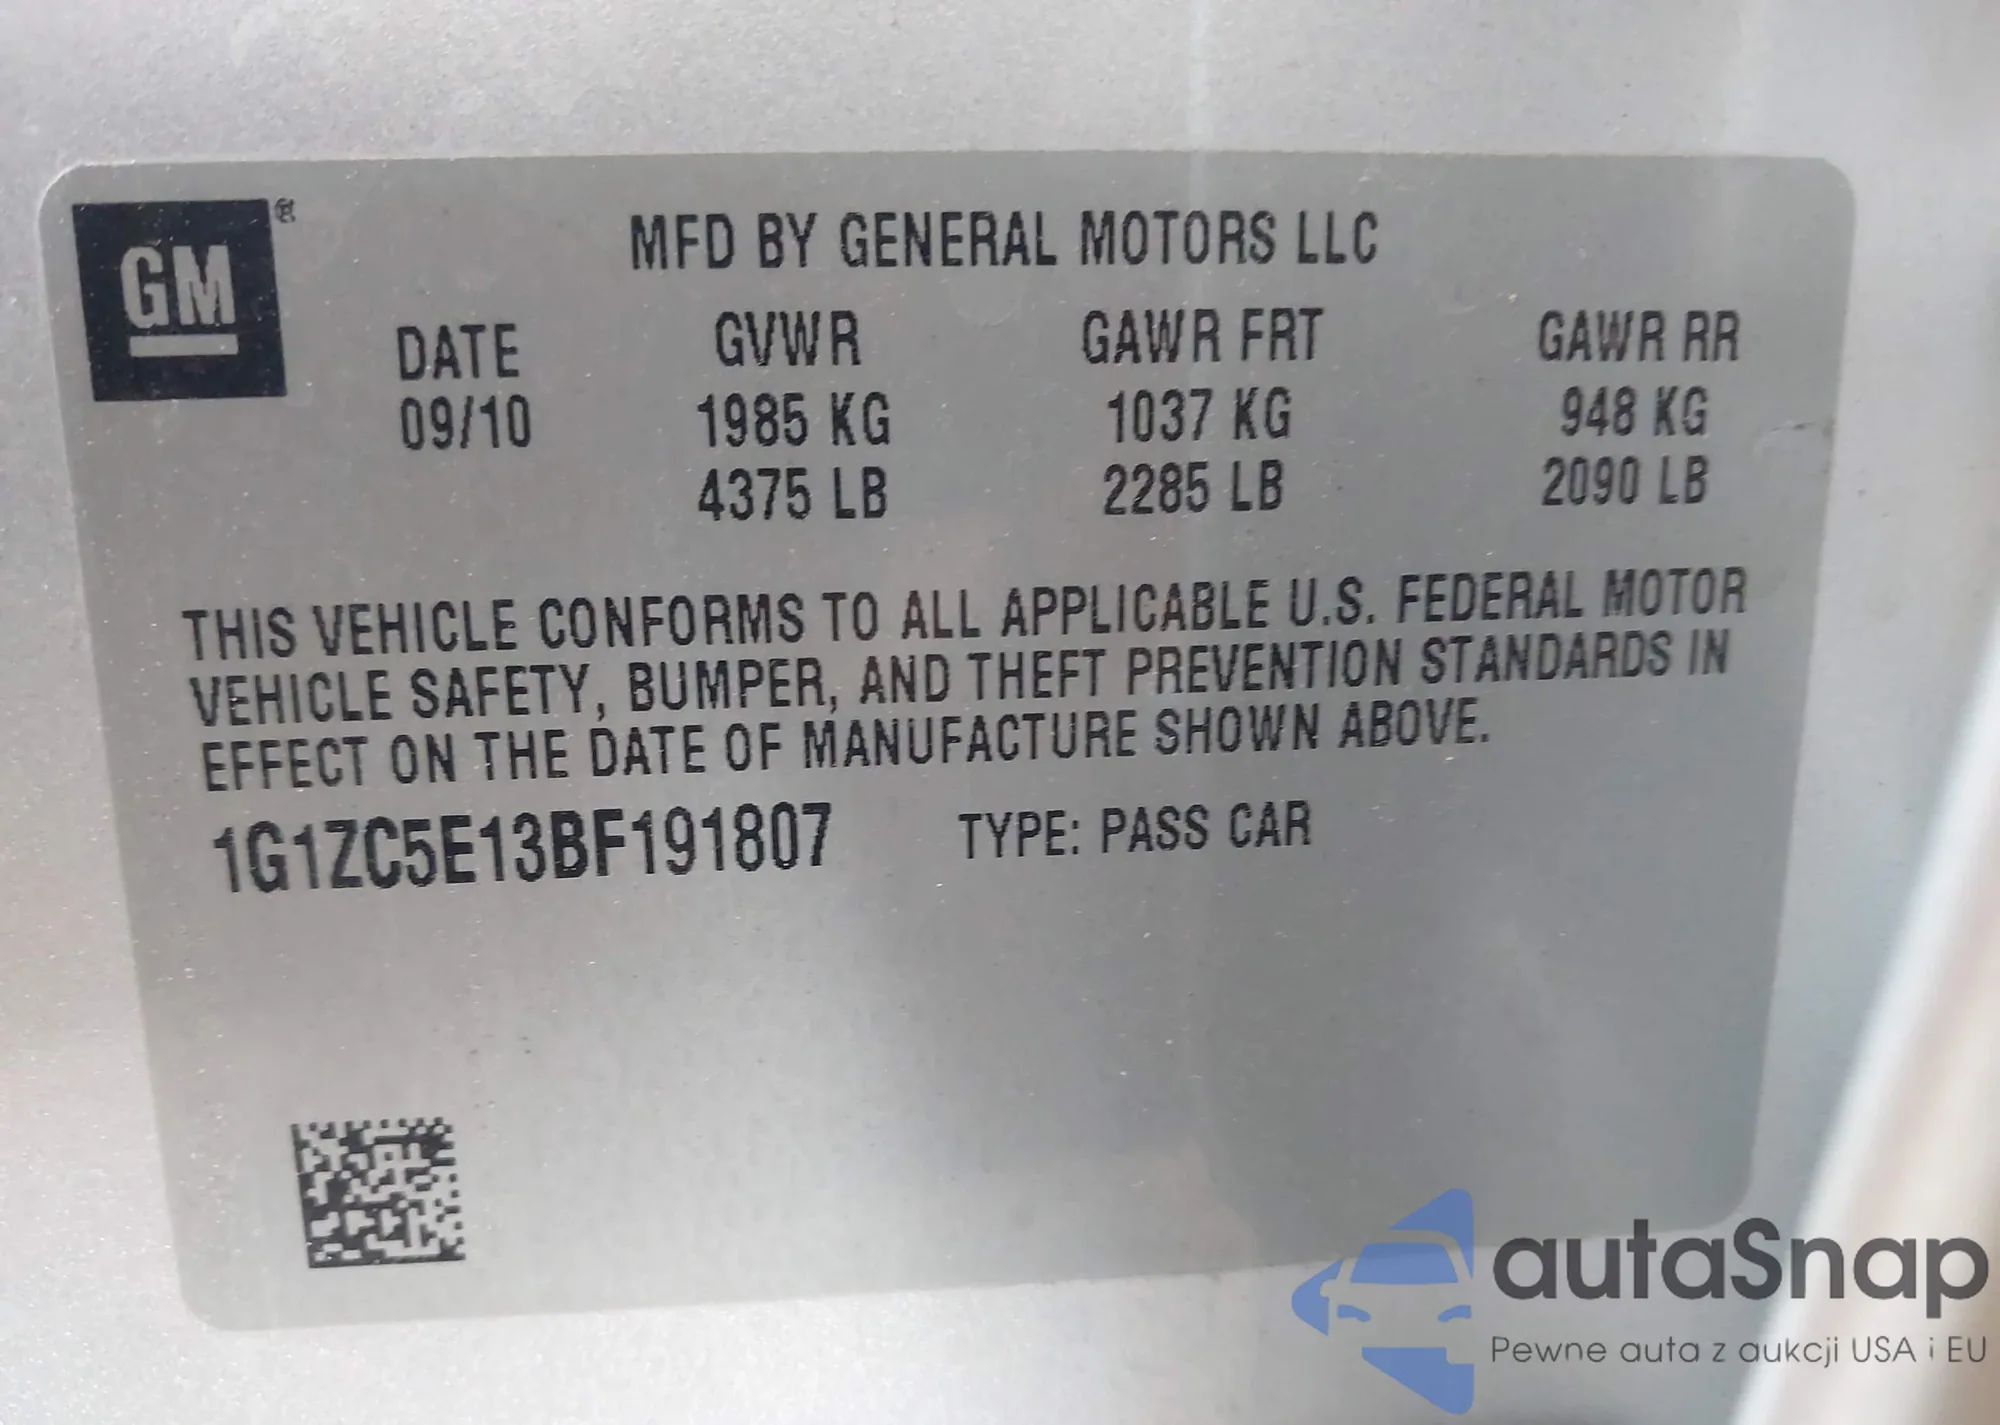 GM®
MFD BY GENERAL MOTORS LLC
DATE GVWR GAWR FRT GAWR RR
09/10 1985 KG 1037 KG 948 KG
4375 LB 2285 LB 2090 LB
THIS VEHICLE CONFORMS TO ALL APPLICABLE U.S. FEDERAL MOTOR
VEHICLE SAFETY, BUMPER, AND THEFT PREVENTION STANDARDS IN
EFFECT ON THE DATE OF MANUFACTURE SHOWN ABOVE.
1G1ZC5E13BF191807 TYPE: PASS CAR
autaSnap
Pewne auta z aukcji USA i EU